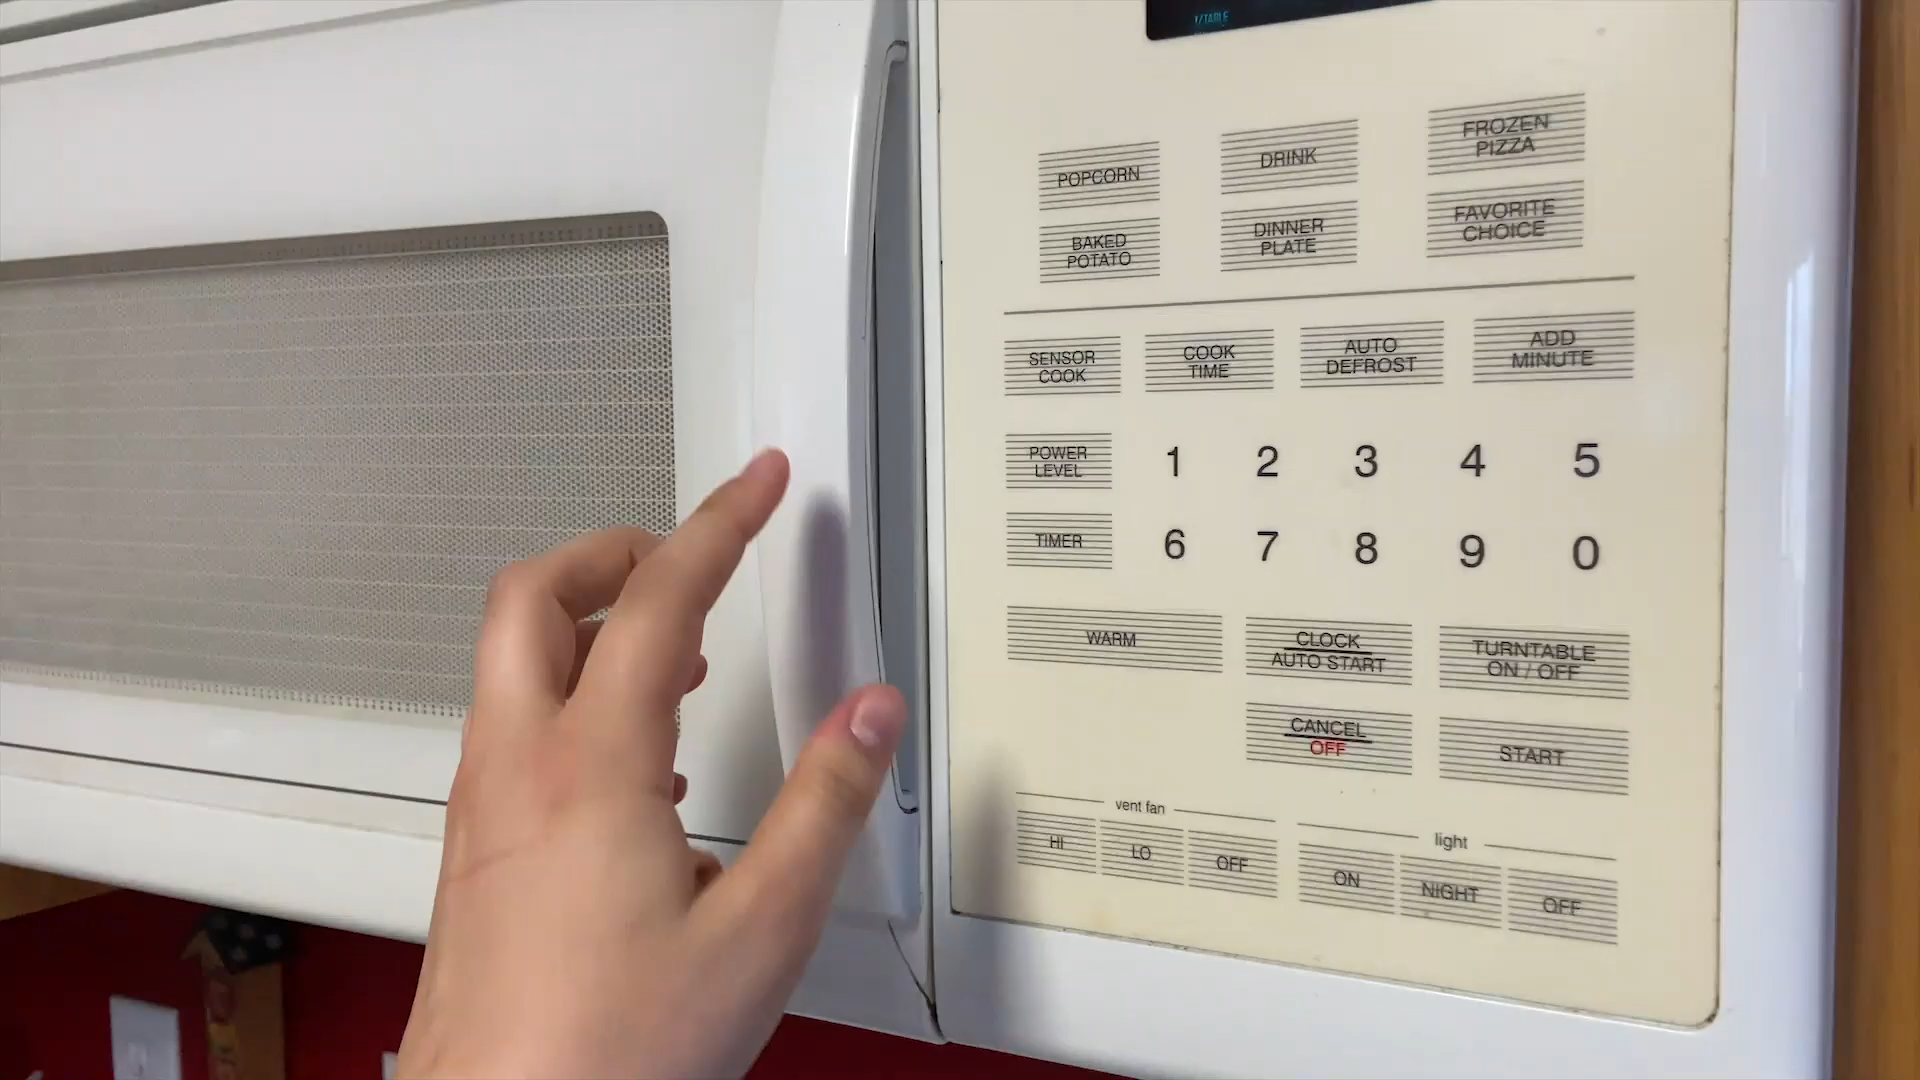 T/TABLE
POPCORN
DRINK
FROZEN
PIZZA
BAKED
POTATO
DINNER
PLATE
FAVORITE
CHOICE
SENSOR
COOK
COOK
TIME
AUTO
DEFROST
ADD
MINUTE
POWER
LEVEL
1 2 3 4 5
TIMER
6 7 8 9 0
WARM
CLOCK
AUTO START
TURNTABLE
ON / OFF
CANCEL
OFF
START
vent fan
HI LO OFF
light
ON NIGHT OFF